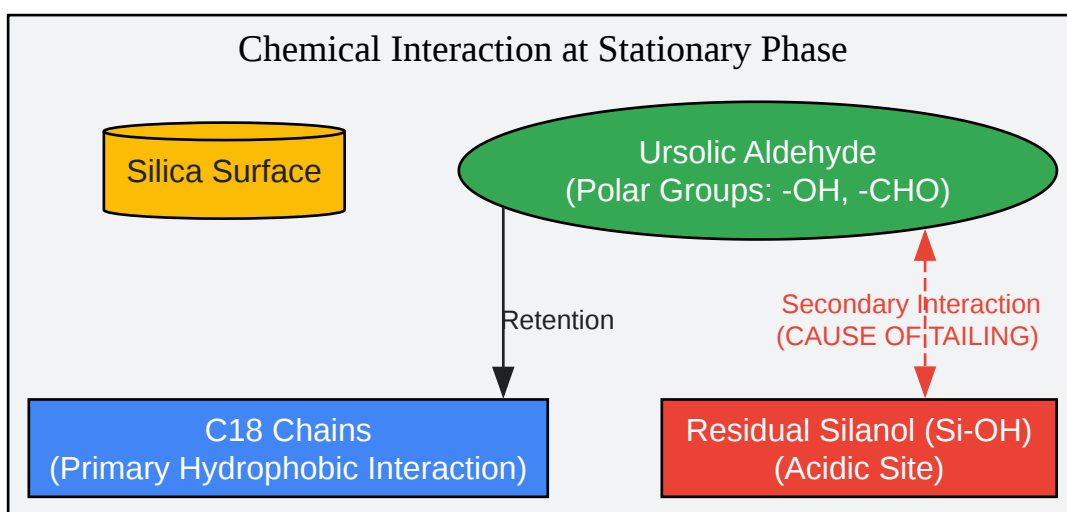 Chemical Interaction at Stationary Phase
Silica Surface
Ursolic Aldehyde
(Polar Groups: -OH, -CHO)
Retention
Secondary Interaction
(CAUSE OF TAILING)
C18 Chains
(Primary Hydrophobic Interaction)
Residual Silanol (Si-OH)
(Acidic Site)